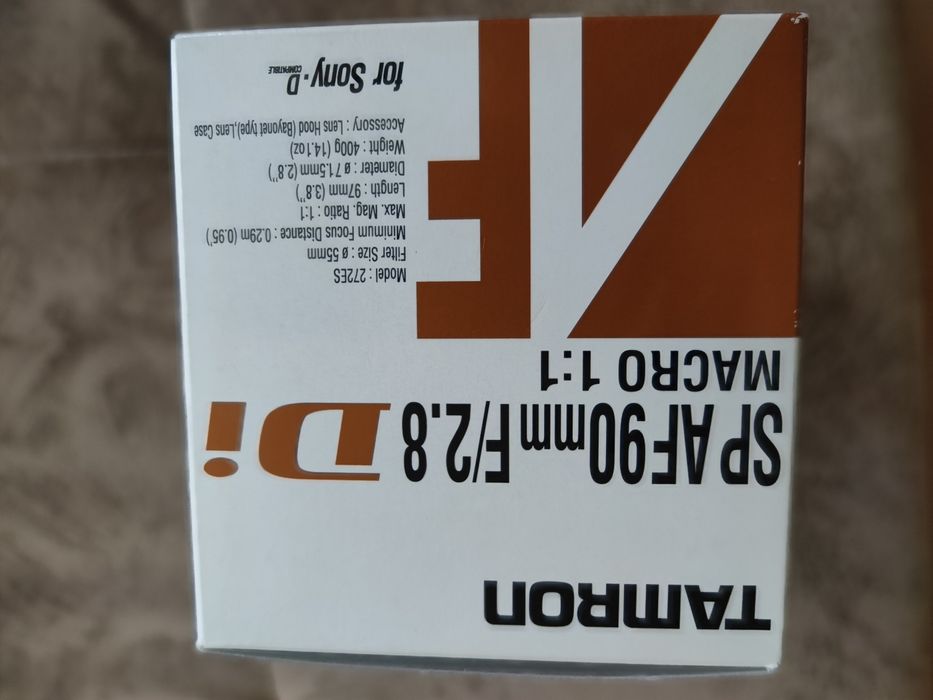 TAMRON
SP AF90mm F/2.8 Di
MACRO 1:1
AF
Model : 272ES
Filter Size : ø 55mm
Minimum Focus Distance : 0.29m (0.95')
Max. Mag. Ratio : 1:1
Length : 97mm (3.8")
Diameter : ø 71.5mm (2.8")
Weight : 400g (14.1oz)
Accessory : Lens Hood (Bayonet type),Lens Case
for Sony · D COMPATIBLE